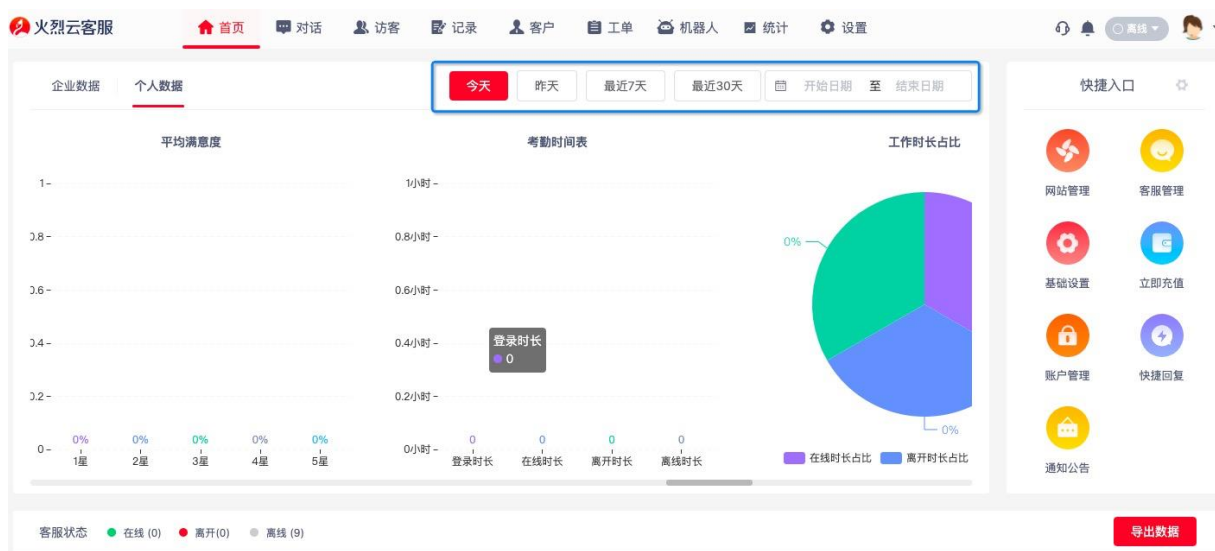 火烈云客服 首页 对话 访客 记录 客户 工单 机器人 统计 设置 离线
企业数据 个人数据 今天 昨天 最近7天 最近30天 开始日期 至 结束日期
快捷入口
平均满意度
1
0.8
0.6
0.4
0.2
0
0% 0% 0% 0% 0%
1星 2星 3星 4星 5星
考勤时间表
1小时
0.8小时
0.6小时
0.4小时
0.2小时
0小时
登录时长
0
0 0 0 0
登录时长 在线时长 离开时长 离线时长
工作时长占比
0%
0%
在线时长占比 离开时长占比
网站管理 客服管理
基础设置 立即充值
账户管理 快捷回复
通知公告
客服状态 在线 (0) 离开(0) 离线 (9) 导出数据